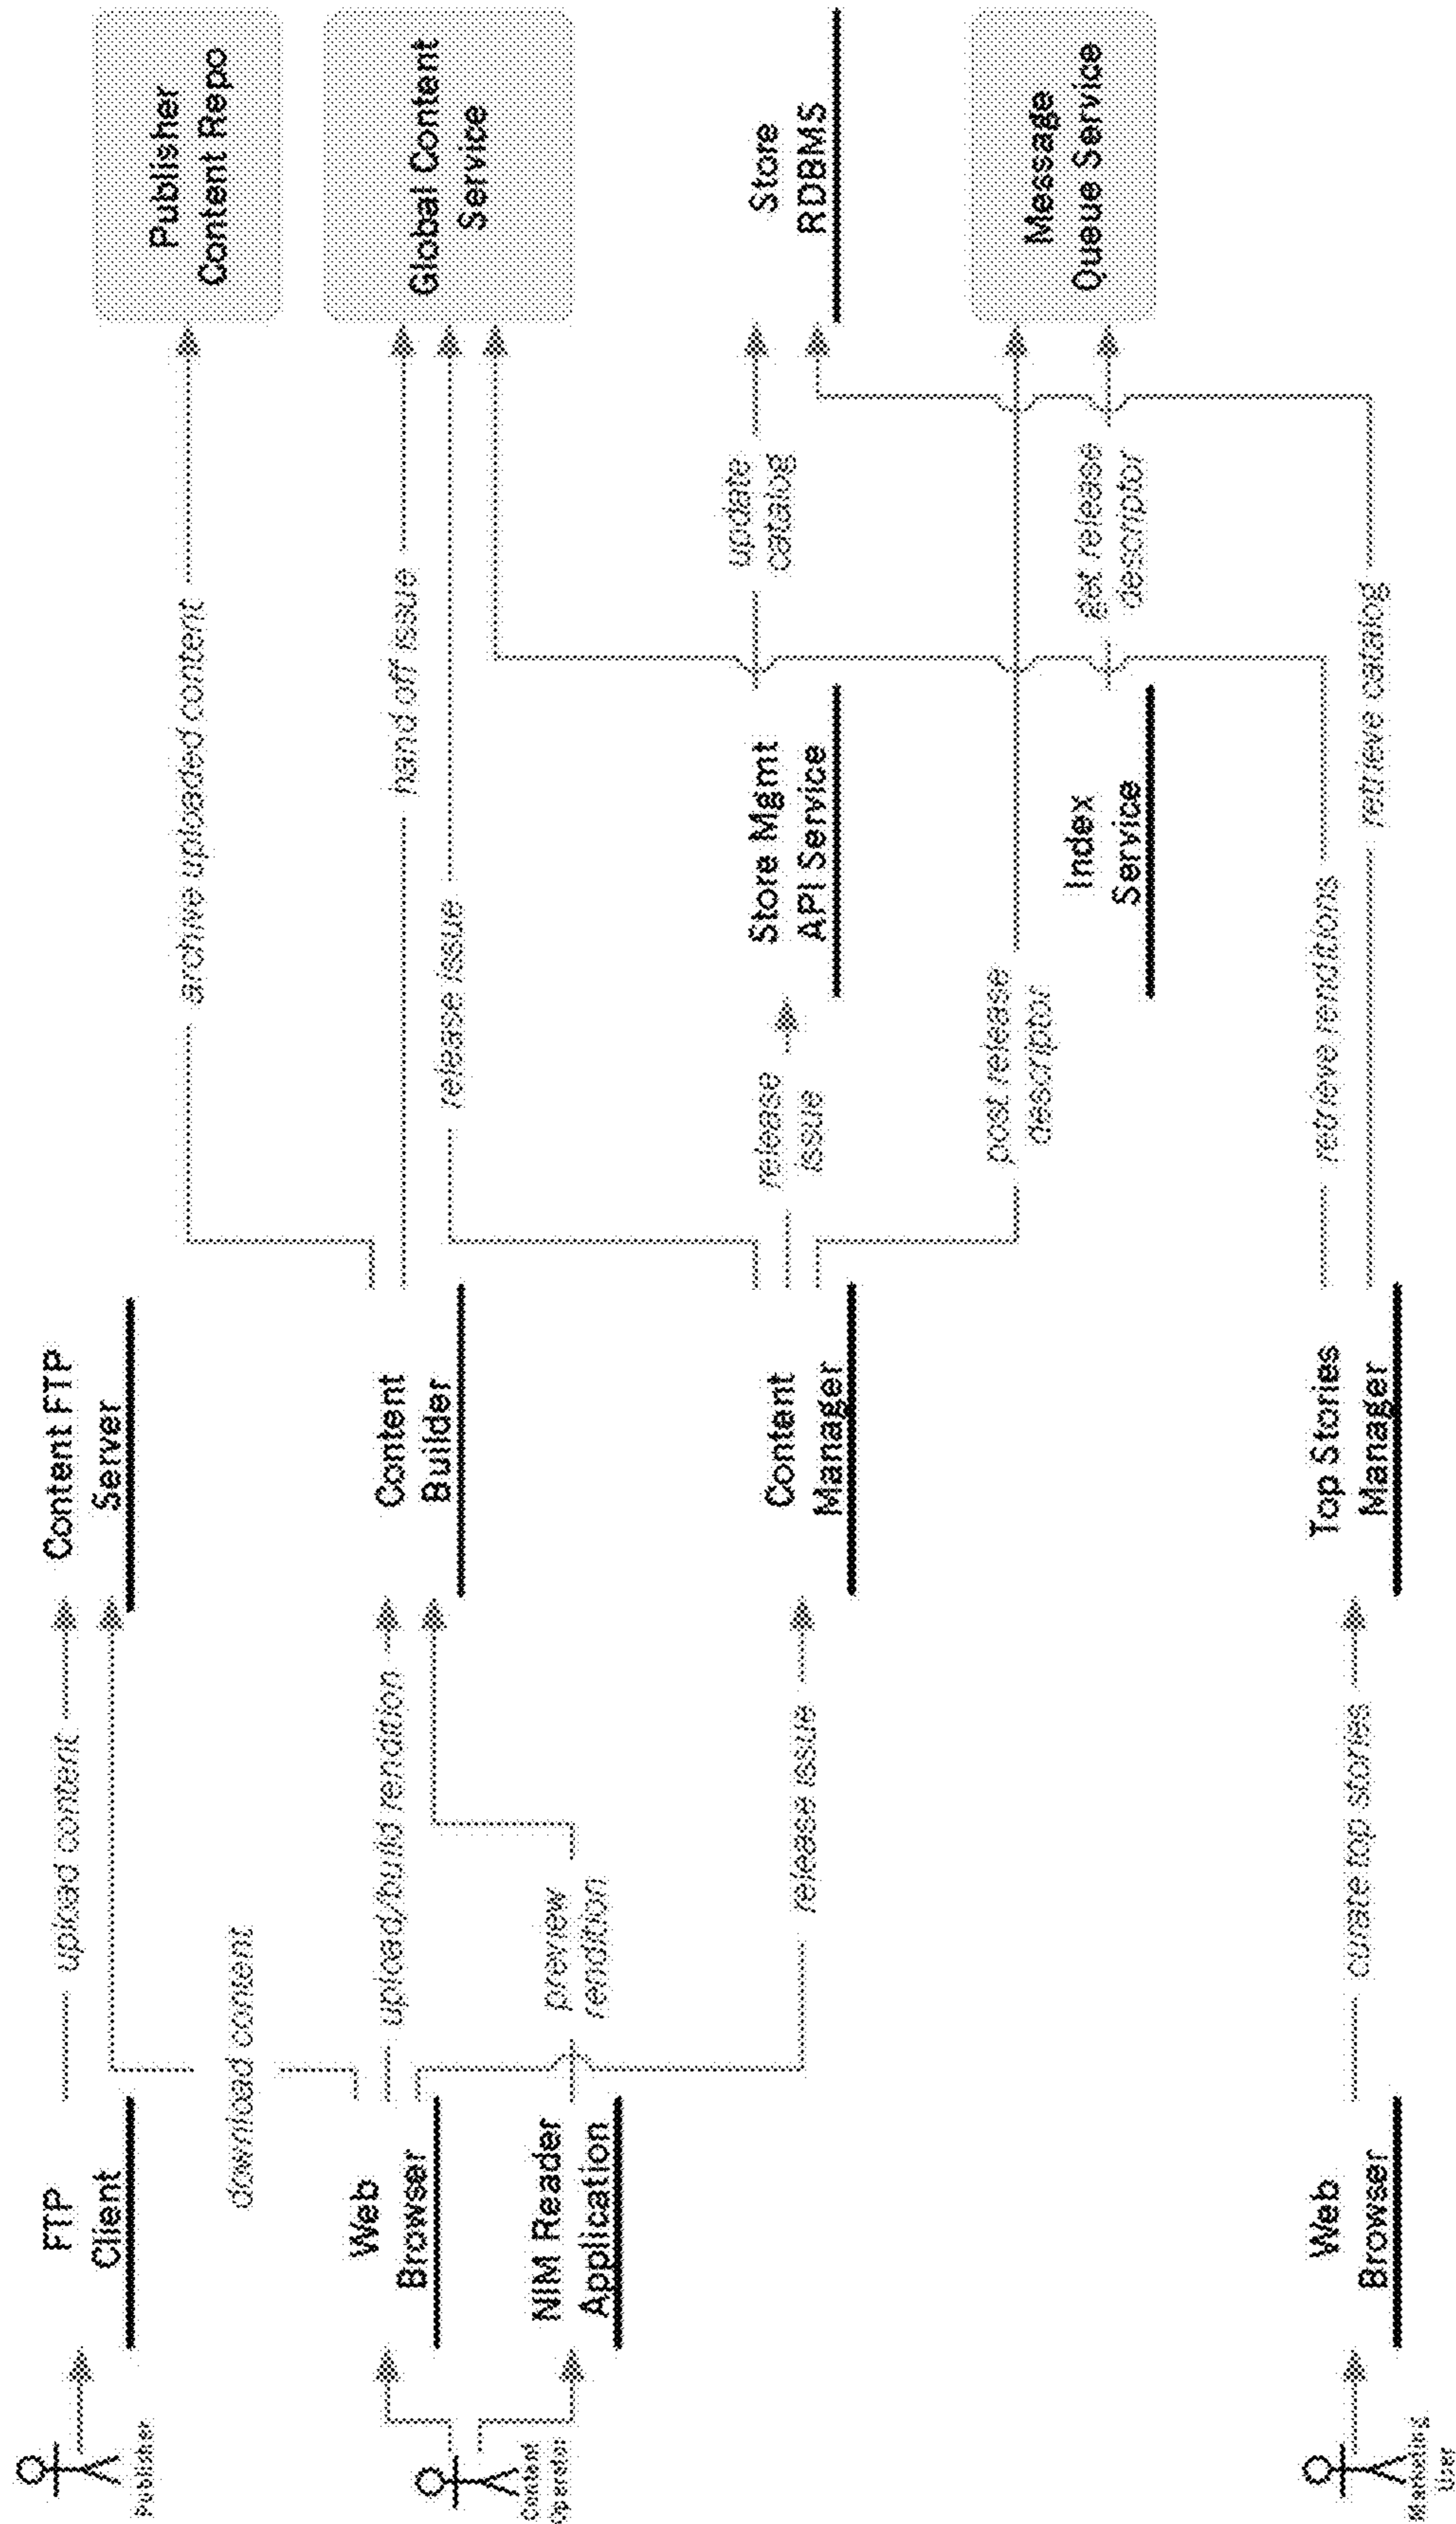 Publisher
FTP
Client
upload content
Content FTP
Server
archive uploaded content
Publisher
Content Repo
download content
Content
Operator
Web
Browser
upload/build rendition
Content
Builder
hand off issue
Global Content
Service
release issue
NIM Reader
Application
preview
rendition
release issue
Content
Manager
release
issue
Store Mgmt
API Service
update
catalog
Store
RDBMS
post release
descriptor
Index
Service
get release
descriptor
Message
Queue Service
Marketing
User
Web
Browser
curate top stories
Top Stories
Manager
retrieve renditions
retrieve catalog